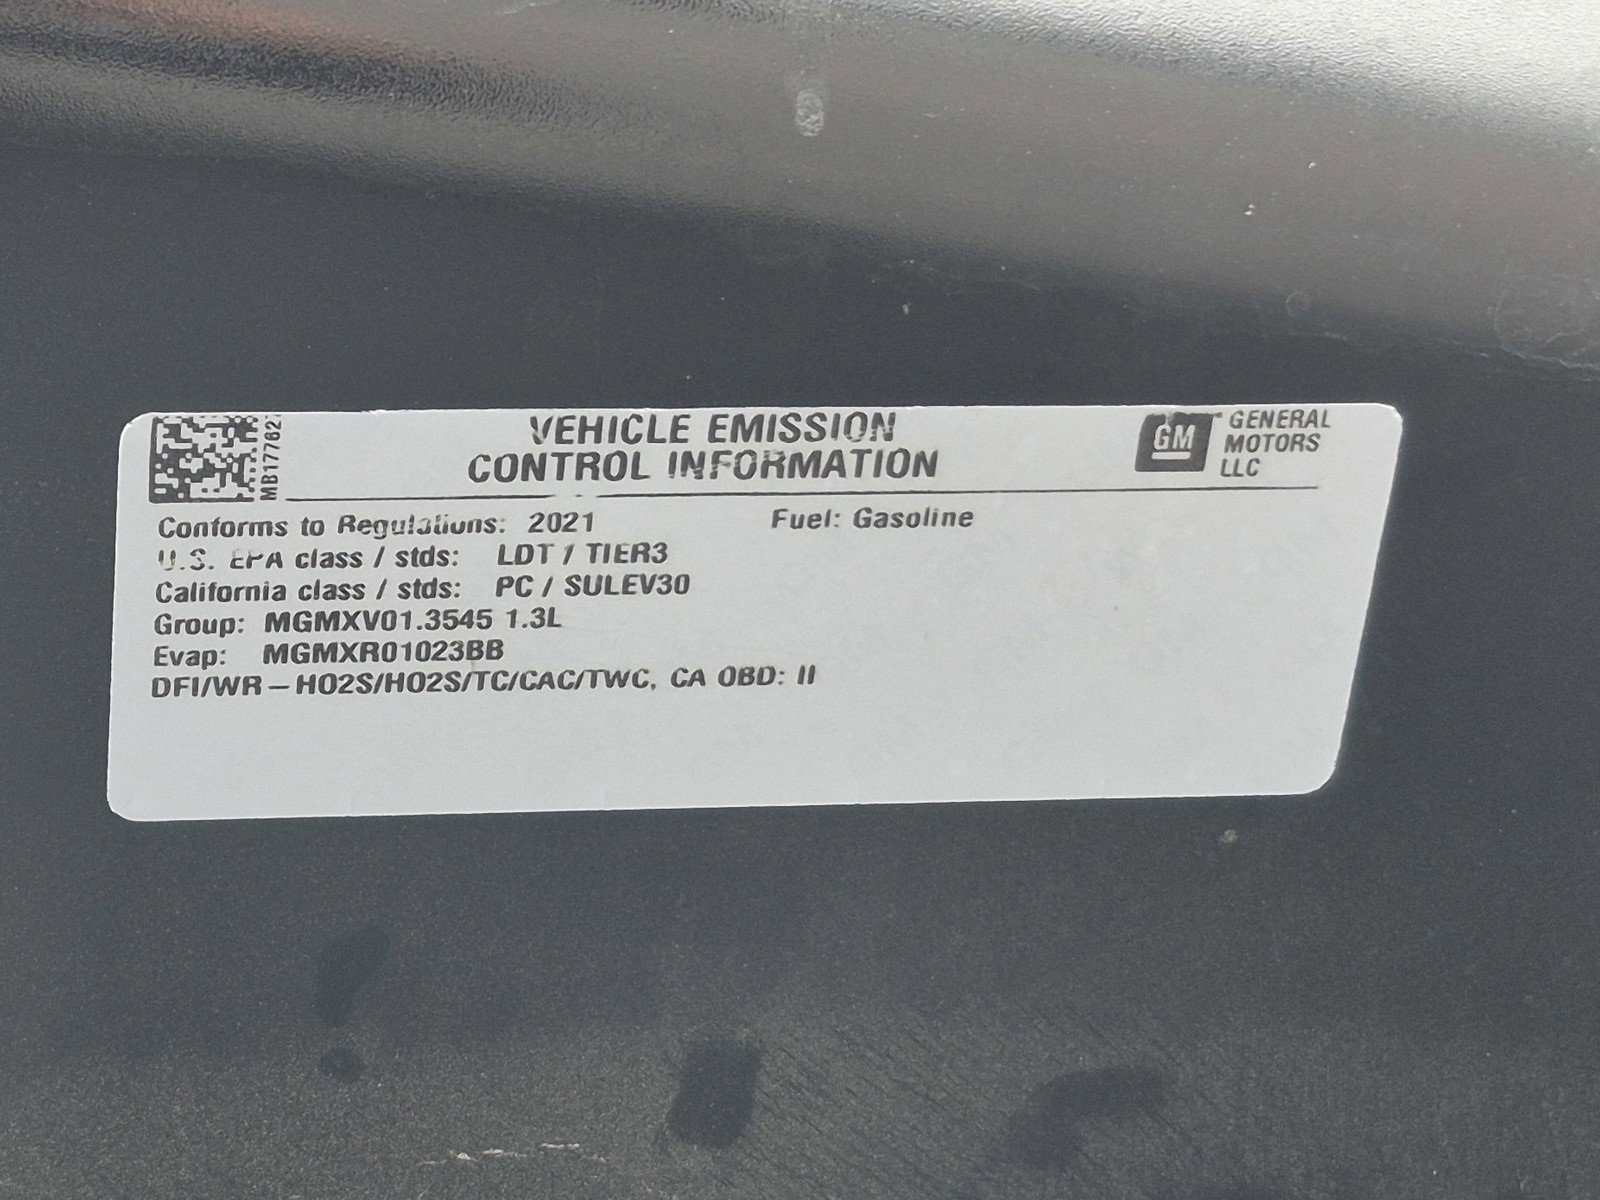 VEHICLE EMISSION
CONTROL INFORMATION
GM
GENERAL
MOTORS
LLC
Conforms to Regulations: 2021 Fuel: Gasoline
U.S. EPA class / stds: LDT / TIER3
California class / stds: PC / SULEV30
Group: MGMXV01.3545 1.3L
Evap: MGMXR01023BB
DFI/WR – HO2S/HO2S/TC/CAC/TWC, CA OBD: II